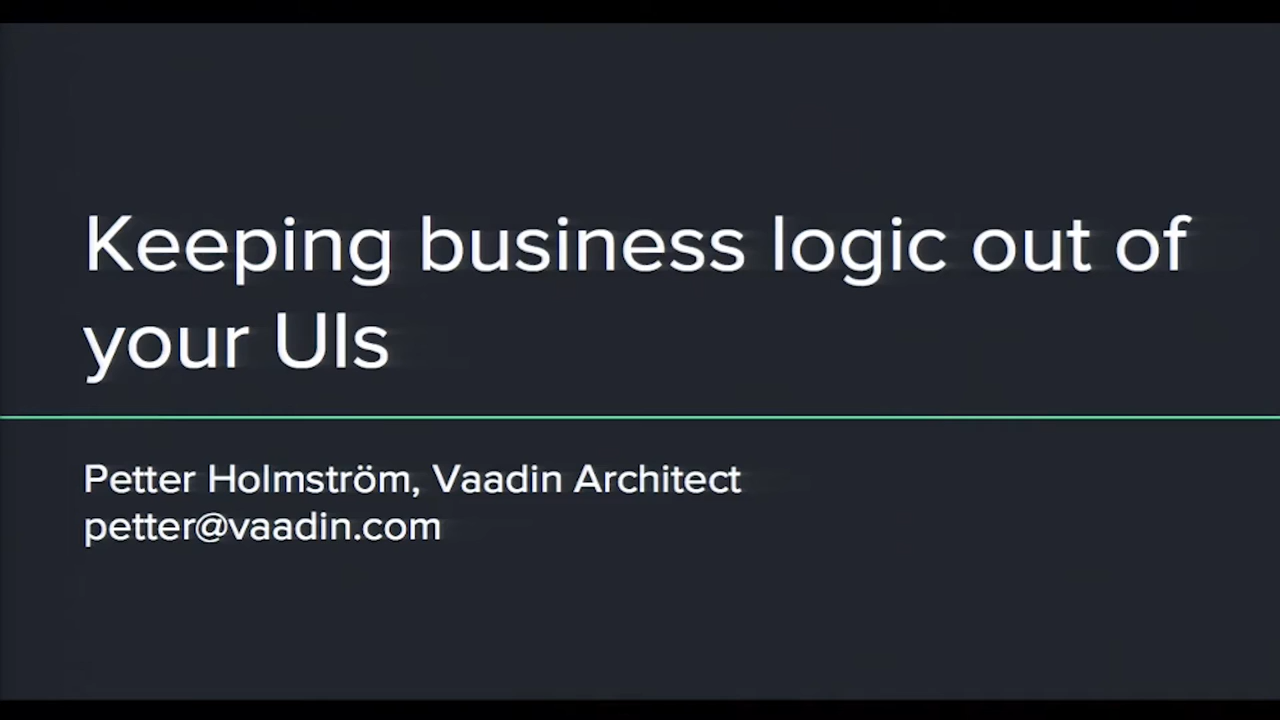 Keeping business logic out of
your UIs
Petter Holmström, Vaadin Architect
petter@vaadin.com